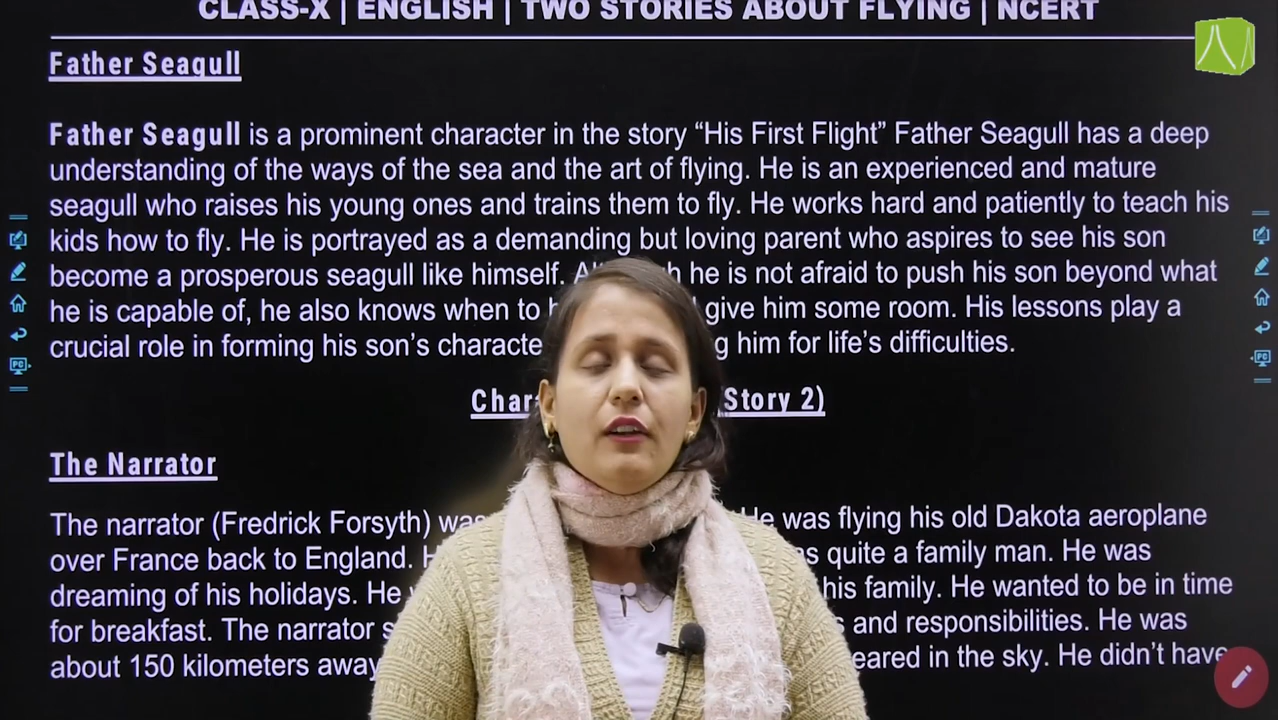 CLASS-X | ENGLISH | TWO STORIES ABOUT FLYING | NCERT
Father Seagull
Father Seagull is a prominent character in the story “His First Flight” Father Seagull has a deep
understanding of the ways of the sea and the art of flying. He is an experienced and mature
seagull who raises his young ones and trains them to fly. He works hard and patiently to teach his
kids how to fly. He is portrayed as a demanding but loving parent who aspires to see his son
become a prosperous seagull like himself. he is not afraid to push his son beyond what
he is capable of, he also knows when to give him some room. His lessons play a
crucial role in forming his son’s him for life’s difficulties.
Story 2)
The Narrator
The narrator (Fredrick Forsyth) was He was flying his old Dakota aeroplane
over France back to England. quite a family man. He was
dreaming of his holidays. He his family. He wanted to be in time
for breakfast. The narrator and responsibilities. He was
about 150 kilometers away in the sky. He didn’t have
PC
PC